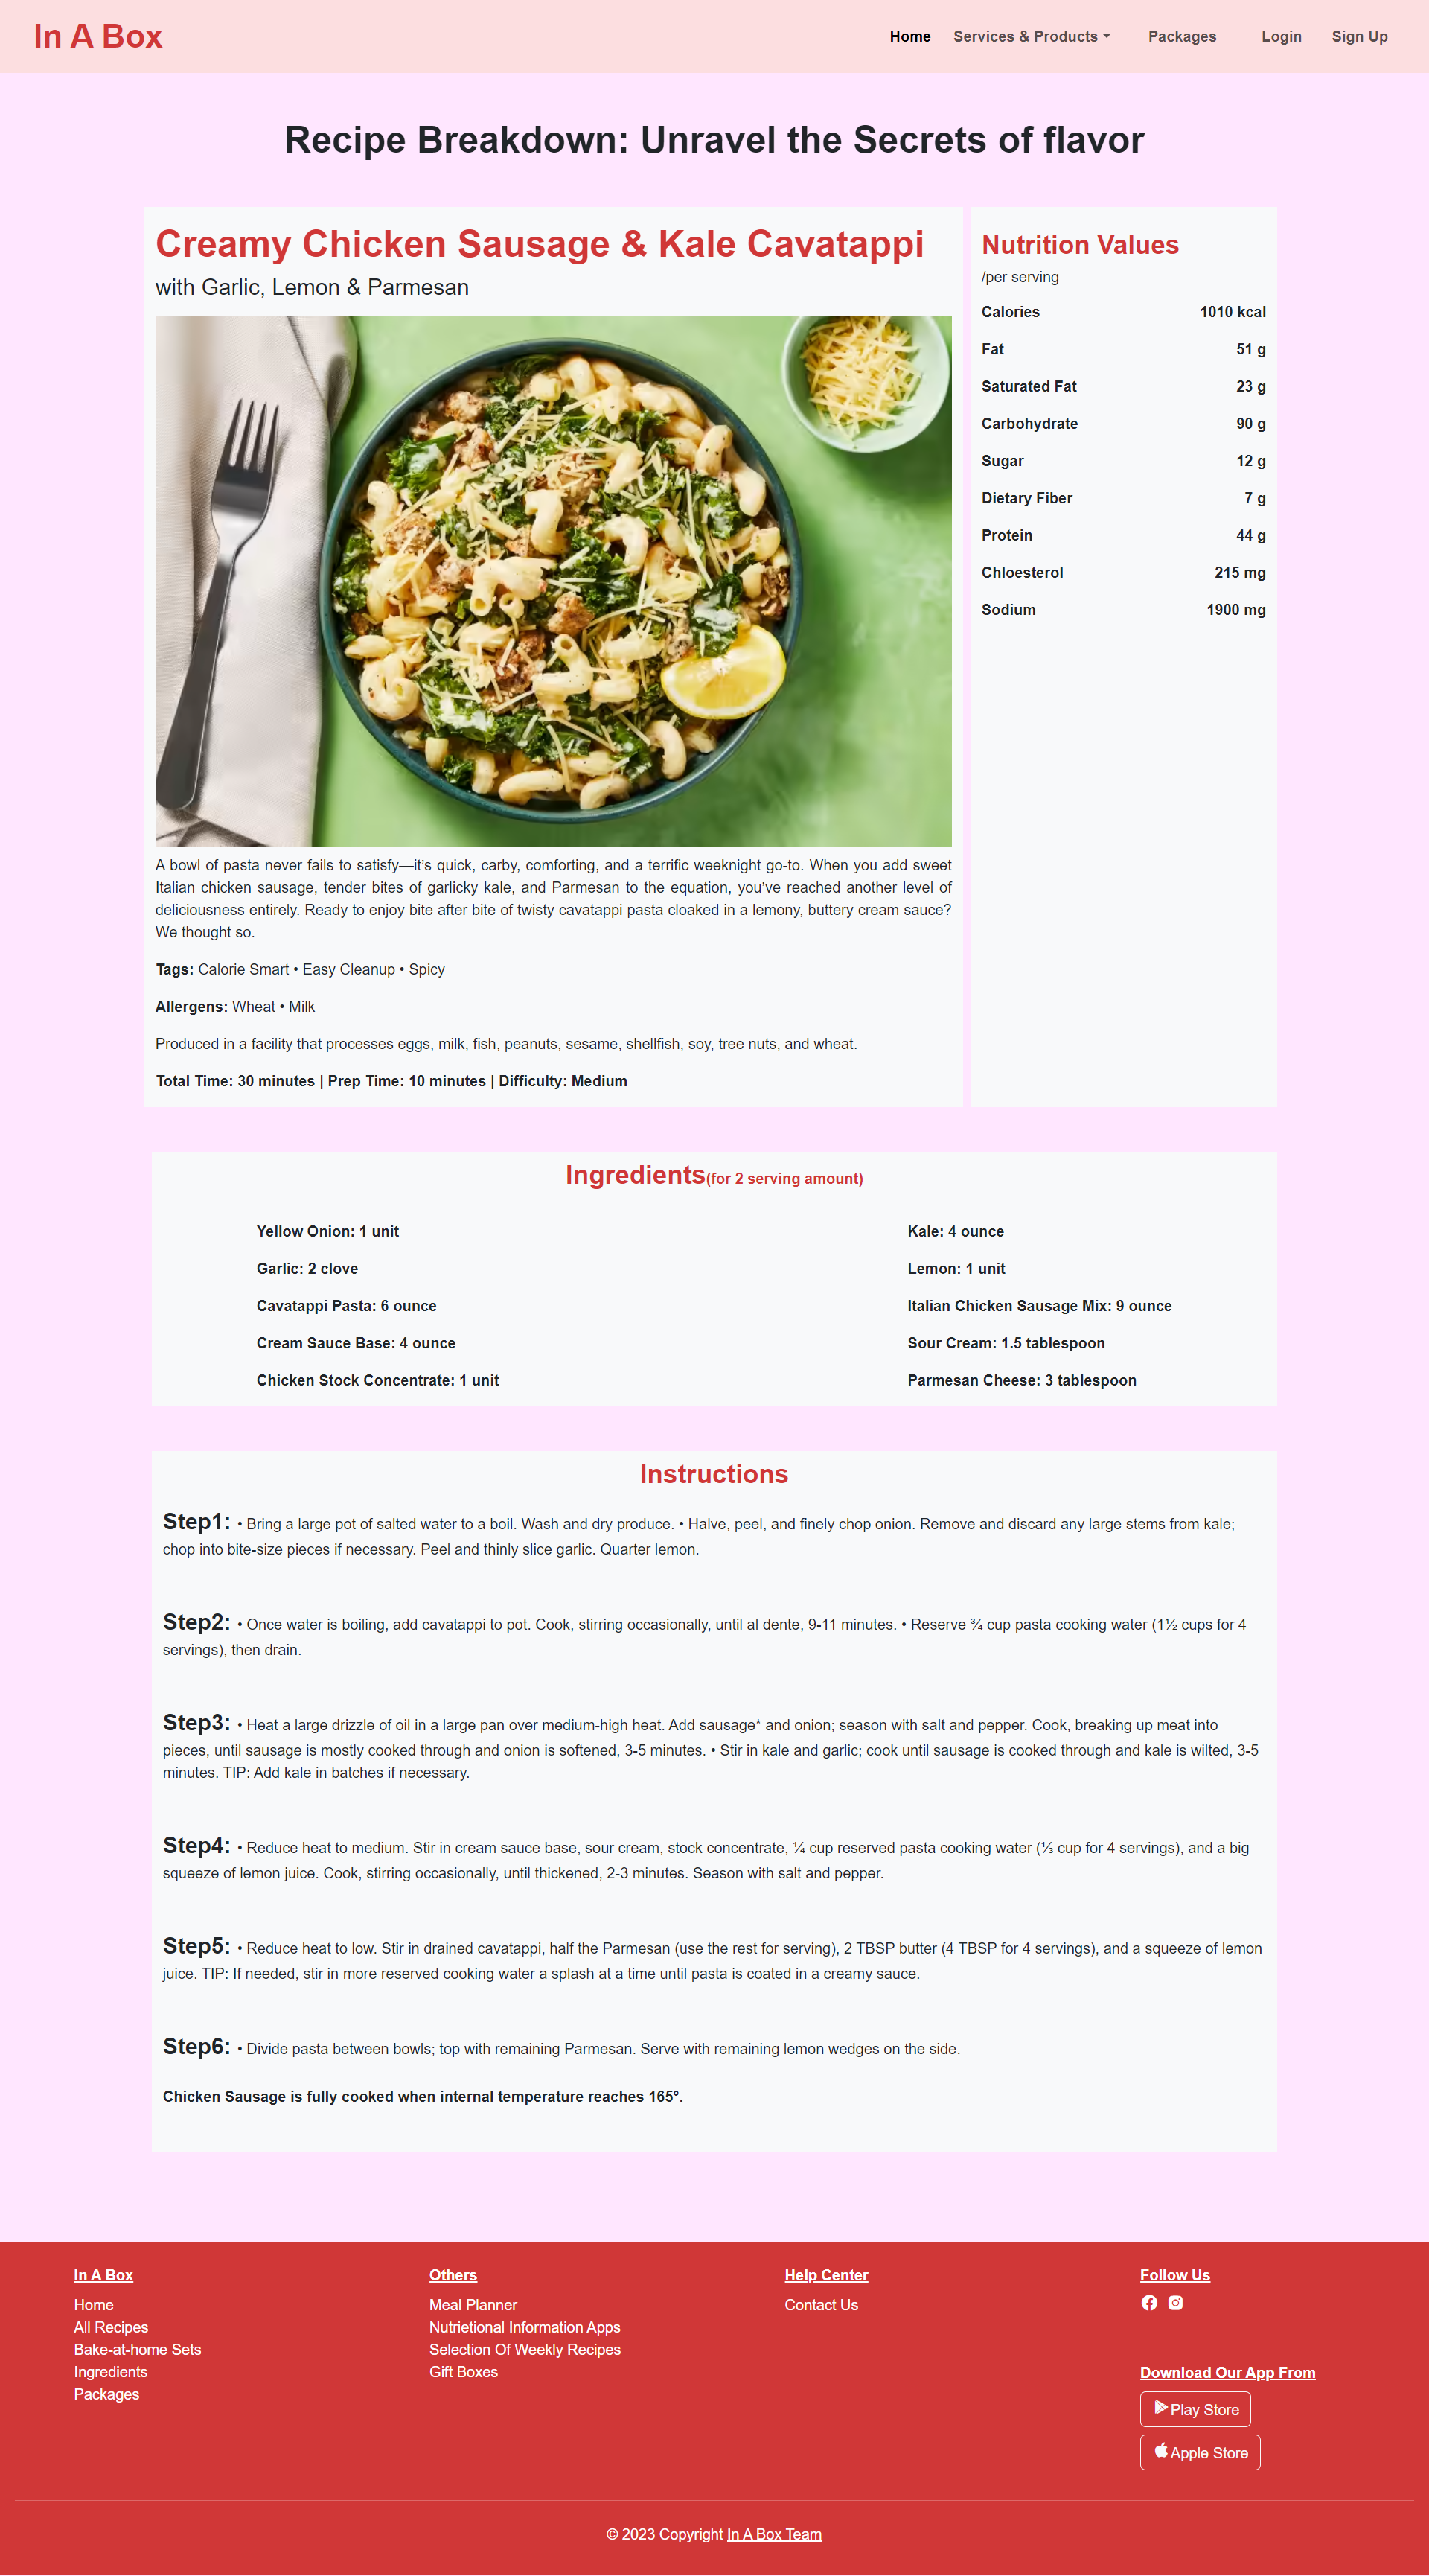 In A Box
Home Services & Products Packages Login Sign Up
Recipe Breakdown: Unravel the Secrets of flavor
Creamy Chicken Sausage & Kale Cavatappi
with Garlic, Lemon & Parmesan
A bowl of pasta never fails to satisfy—it’s quick, carby, comforting, and a terrific weeknight go-to. When you add sweet
Italian chicken sausage, tender bites of garlicky kale, and Parmesan to the equation, you’ve reached another level of
deliciousness entirely. Ready to enjoy bite after bite of twisty cavatappi pasta cloaked in a lemony, buttery cream sauce?
We thought so.
Tags: Calorie Smart • Easy Cleanup • Spicy
Allergens: Wheat • Milk
Produced in a facility that processes eggs, milk, fish, peanuts, sesame, shellfish, soy, tree nuts, and wheat.
Total Time: 30 minutes | Prep Time: 10 minutes | Difficulty: Medium
Nutrition Values
/per serving
Calories 1010 kcal
Fat 51 g
Saturated Fat 23 g
Carbohydrate 90 g
Sugar 12 g
Dietary Fiber 7 g
Protein 44 g
Chloesterol 215 mg
Sodium 1900 mg
Ingredients(for 2 serving amount)
Yellow Onion: 1 unit
Garlic: 2 clove
Cavatappi Pasta: 6 ounce
Cream Sauce Base: 4 ounce
Chicken Stock Concentrate: 1 unit
Kale: 4 ounce
Lemon: 1 unit
Italian Chicken Sausage Mix: 9 ounce
Sour Cream: 1.5 tablespoon
Parmesan Cheese: 3 tablespoon
Instructions
Step1: • Bring a large pot of salted water to a boil. Wash and dry produce. • Halve, peel, and finely chop onion. Remove and discard any large stems from kale;
chop into bite-size pieces if necessary. Peel and thinly slice garlic. Quarter lemon.
Step2: • Once water is boiling, add cavatappi to pot. Cook, stirring occasionally, until al dente, 9-11 minutes. • Reserve ¾ cup pasta cooking water (1½ cups for 4
servings), then drain.
Step3: • Heat a large drizzle of oil in a large pan over medium-high heat. Add sausage* and onion; season with salt and pepper. Cook, breaking up meat into
pieces, until sausage is mostly cooked through and onion is softened, 3-5 minutes. • Stir in kale and garlic; cook until sausage is cooked through and kale is wilted, 3-5
minutes. TIP: Add kale in batches if necessary.
Step4: • Reduce heat to medium. Stir in cream sauce base, sour cream, stock concentrate, ¼ cup reserved pasta cooking water (⅓ cup for 4 servings), and a big
squeeze of lemon juice. Cook, stirring occasionally, until thickened, 2-3 minutes. Season with salt and pepper.
Step5: • Reduce heat to low. Stir in drained cavatappi, half the Parmesan (use the rest for serving), 2 TBSP butter (4 TBSP for 4 servings), and a squeeze of lemon
juice. TIP: If needed, stir in more reserved cooking water a splash at a time until pasta is coated in a creamy sauce.
Step6: • Divide pasta between bowls; top with remaining Parmesan. Serve with remaining lemon wedges on the side.
Chicken Sausage is fully cooked when internal temperature reaches 165°.
In A Box
Home
All Recipes
Bake-at-home Sets
Ingredients
Packages
Others
Meal Planner
Nutrietional Information Apps
Selection Of Weekly Recipes
Gift Boxes
Help Center
Contact Us
Follow Us
Download Our App From
Play Store
Apple Store
© 2023 Copyright In A Box Team